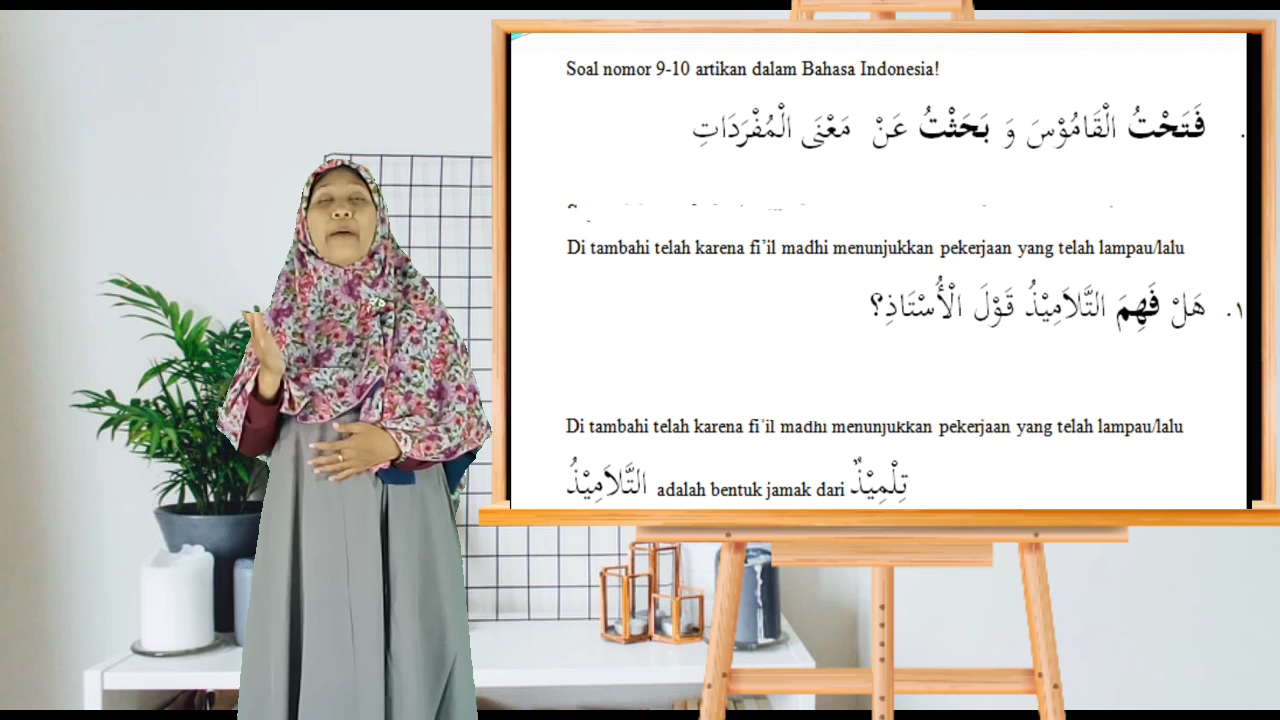 Soal nomor 9-10 artikan dalam Bahasa Indonesia!
. فَتَحْتُ الْقَامُوْسَ وَ بَحَثْتُ عَنْ مَعْنَى الْمُفْرَدَاتِ
Di tambahi telah karena fi’il madhi menunjukkan pekerjaan yang telah lampau/lalu
١. هَلْ فَهِمَ التَّلاَمِيْذُ قَوْلَ الْأُسْتَاذِ؟
Di tambahi telah karena fi’il madhi menunjukkan pekerjaan yang telah lampau/lalu
التَّلاَمِيْذُ adalah bentuk jamak dari تِلْمِيْذٌ